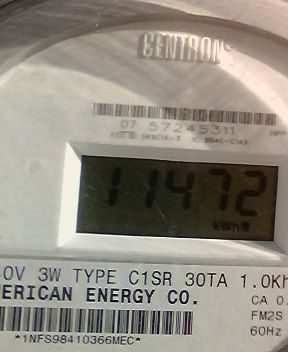 CENTRON®
07 57245311
11472
kWh
0V 3W TYPE C1SR 30TA 1.0Kh
ERICAN ENERGY CO.
CA 0.
FM2S
60Hz
*1NFS98410366MEC*